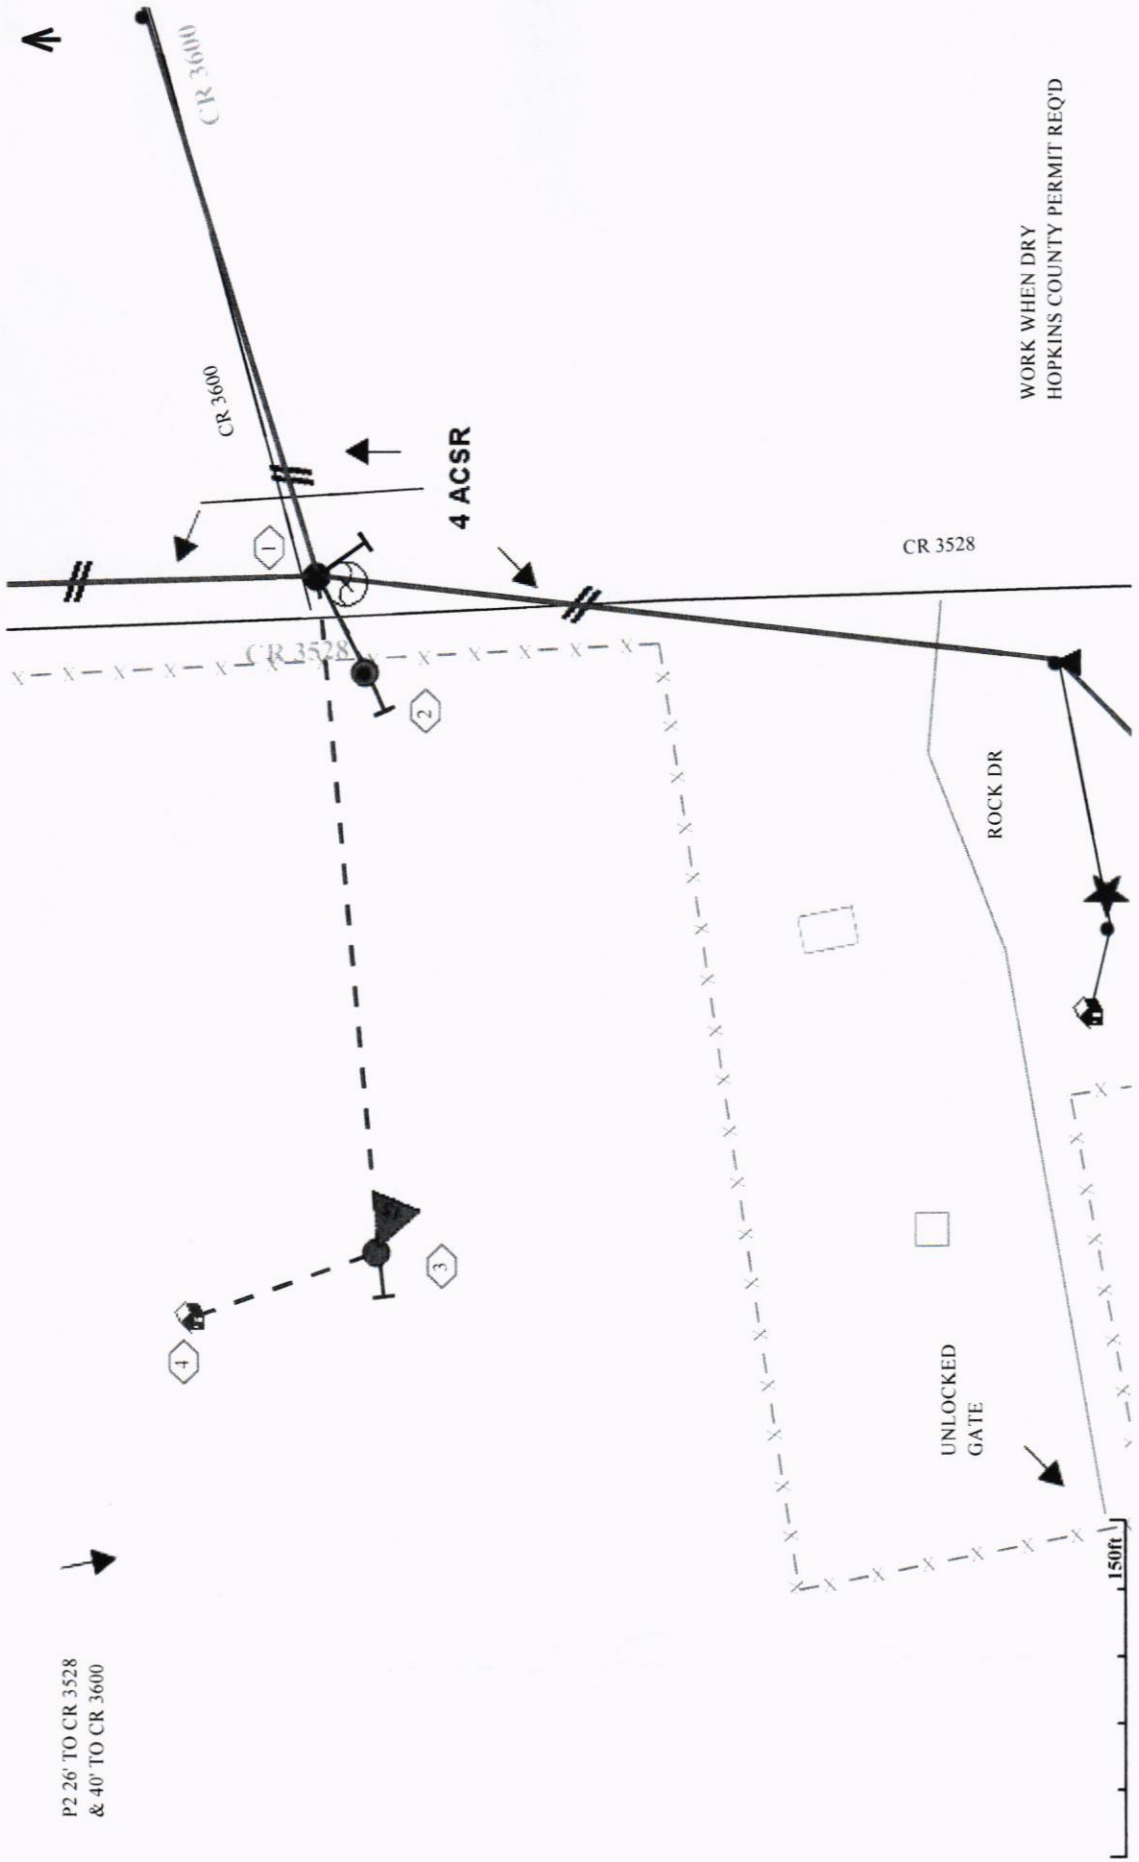 P2 26' TO CR 3528
& 40' TO CR 3600
4
3
UNLOCKED
GATE
150ft
2
CR 3528
1
CR 3600
CR 3600
4 ACSR
ROCK DR
CR 3528
WORK WHEN DRY
HOPKINS COUNTY PERMIT REQ'D